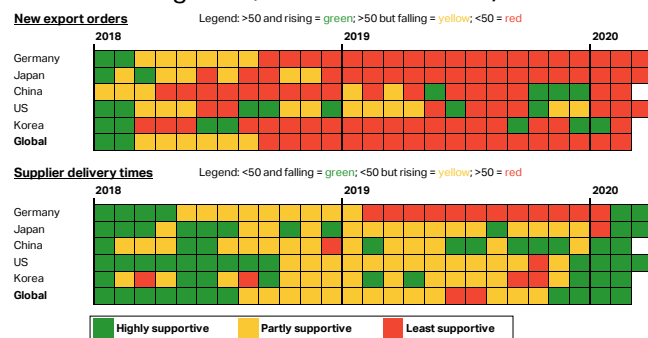 New export orders
Legend: >50 and rising = green; >50 but falling = yellow; <50 = red
2018 2019 2020
Germany
Japan
China
US
Korea
Global
Supplier delivery times
Legend: <50 and falling = green; <50 but rising = yellow; >50 = red
2018 2019 2020
Germany
Japan
China
US
Korea
Global
Highly supportive Partly supportive Least supportive